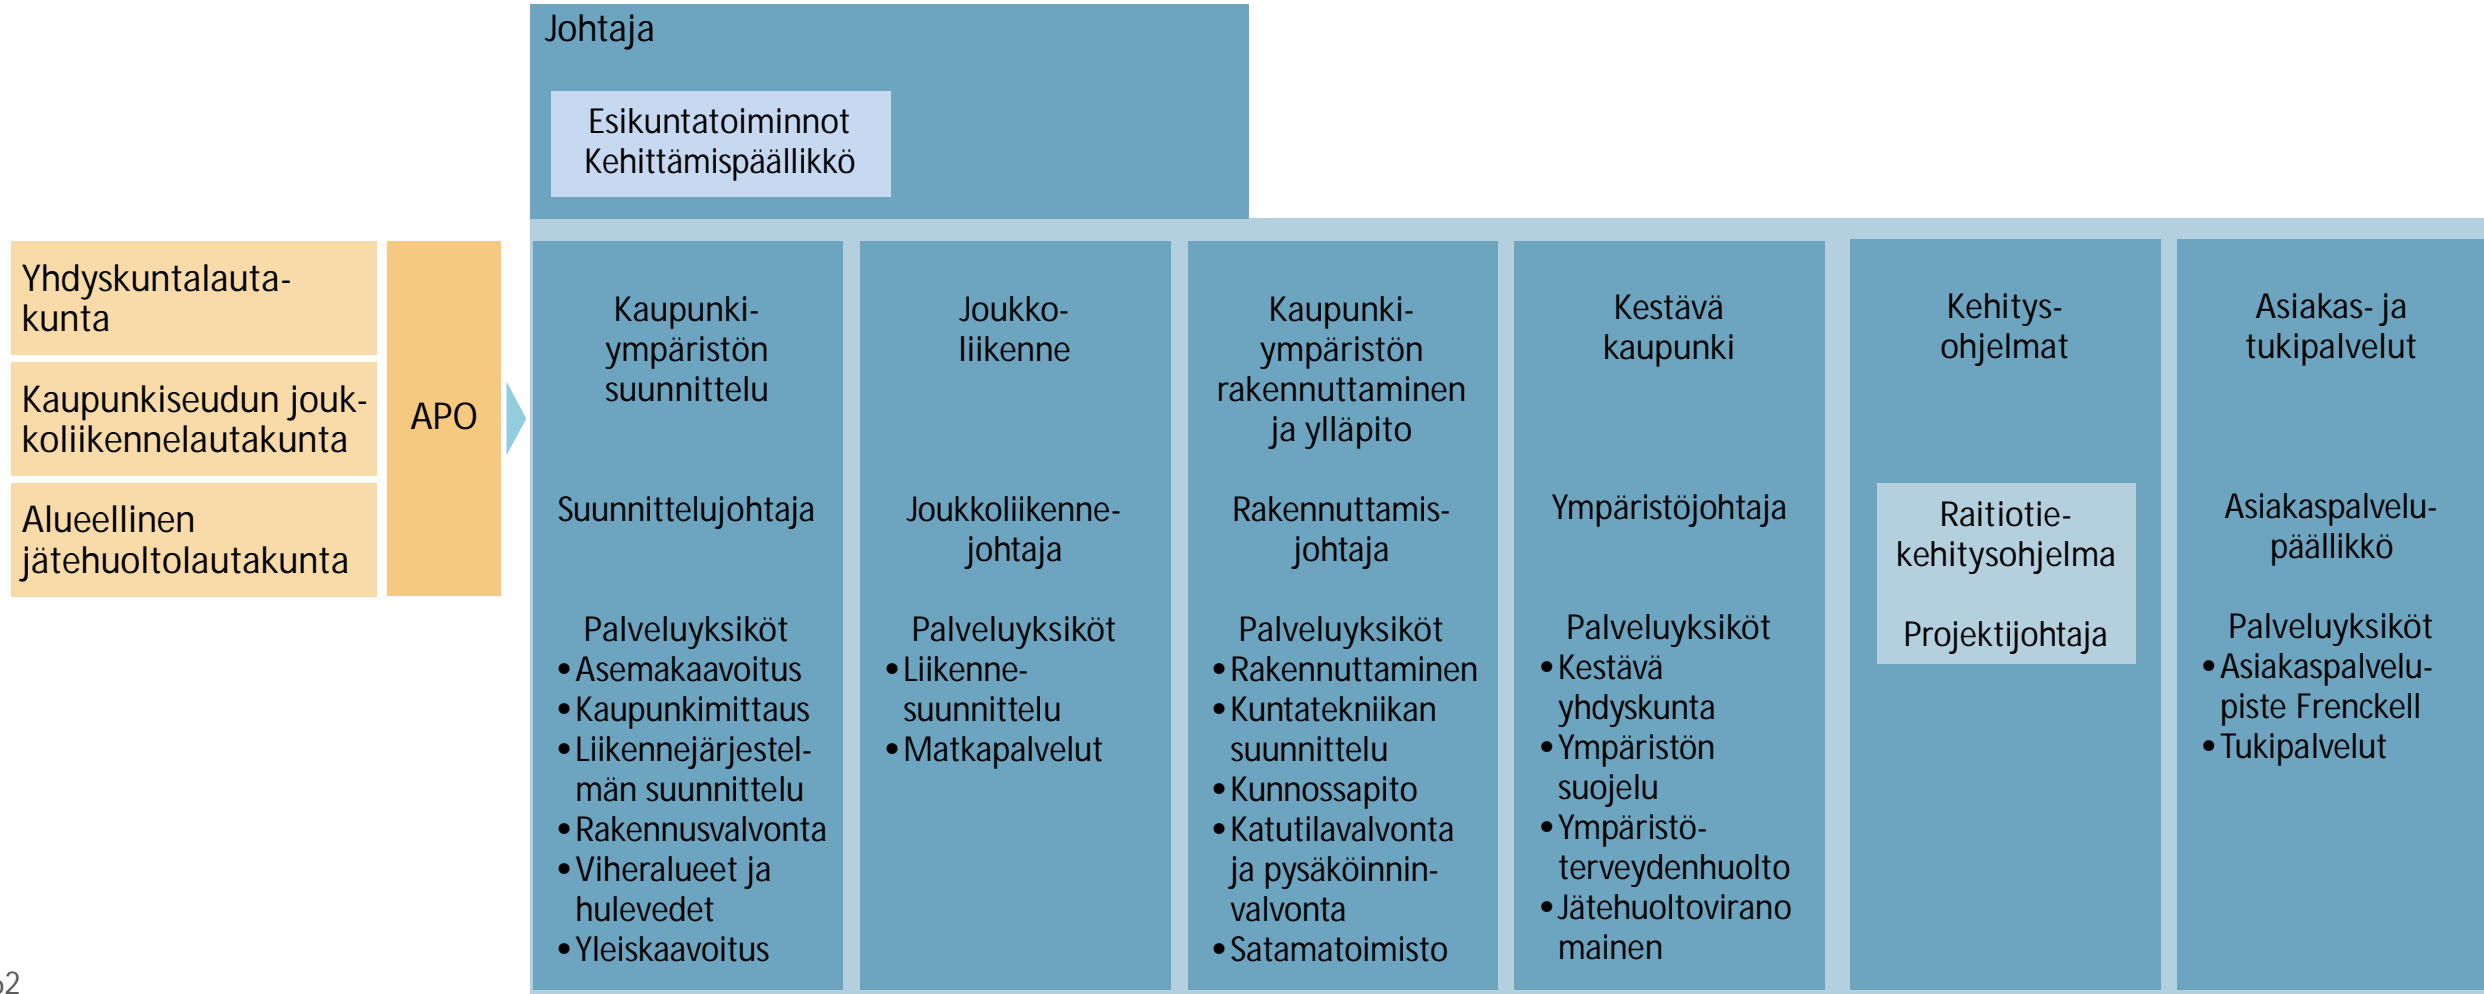 Johtaja
Esikuntatoiminnot
Kehittämispäällikkö
Yhdyskuntalauta-
kunta
Kaupunkiseudun jouk-
koliikennelautakunta
Alueellinen
jätehuoltolautakunta
APO
Kaupunki-
ympäristön
suunnittelu
Suunnittelujohtaja
Palveluyksiköt
•Asemakaavoitus
•Kaupunkimittaus
•Liikennejärjestel-
män suunnittelu
•Rakennusvalvonta
•Viheralueet ja
hulevedet
•Yleiskaavoitus
Joukko-
liikenne
Joukkoliikenne-
johtaja
Palveluyksiköt
•Liikenne-
suunnittelu
•Matkapalvelut
Kaupunki-
ympäristön
rakennuttaminen
ja ylläpito
Rakennuttamis-
johtaja
Palveluyksiköt
•Rakennuttaminen
•Kuntatekniikan
suunnittelu
•Kunnossapito
•Katutilavalvonta
ja pysäköinnin-
valvonta
•Satamatoimisto
Kestävä
kaupunki
Ympäristöjohtaja
Palveluyksiköt
•Kestävä
yhdyskunta
•Ympäristön
suojelu
•Ympäristö-
terveydenhuolto
•Jätehuoltovirano
mainen
Kehitys-
ohjelmat
Raitiotie-
kehitysohjelma
Projektijohtaja
Asiakas- ja
tukipalvelut
Asiakaspalvelu-
päällikkö
Palveluyksiköt
•Asiakaspalvelu-
piste Frenckell
•Tukipalvelut